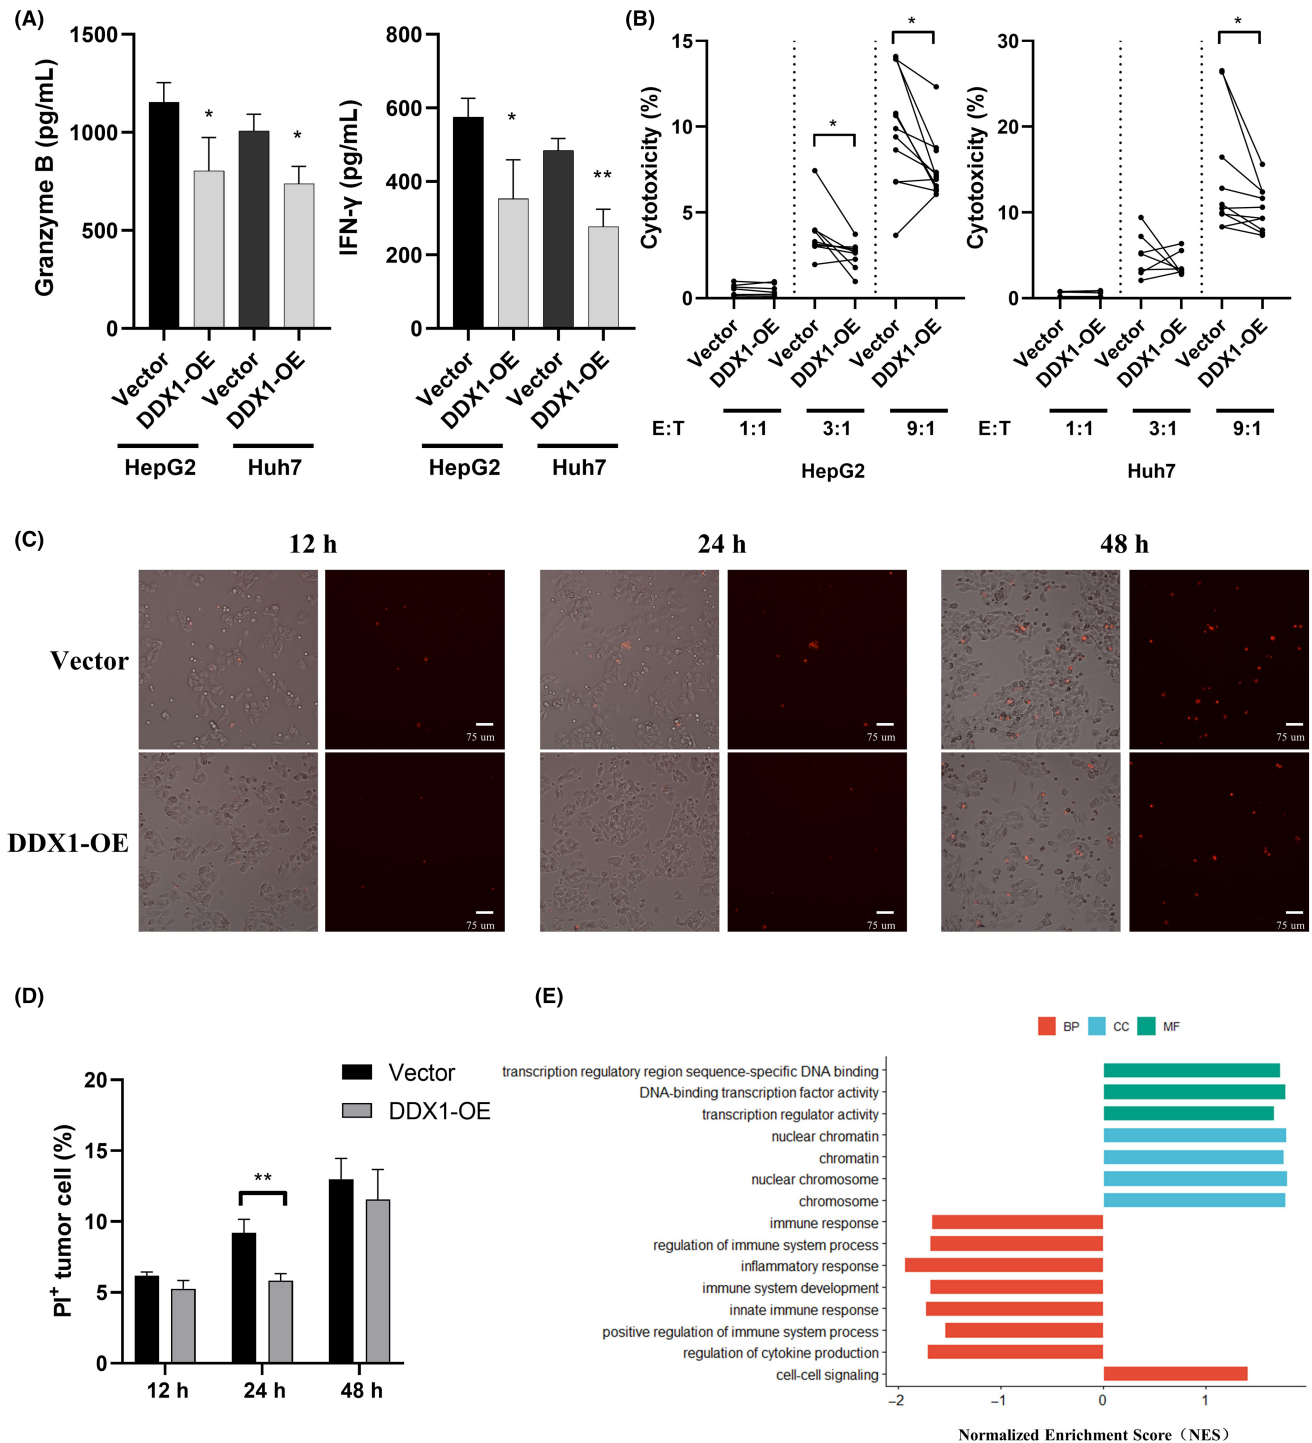 (A)
1500
1000
500
0
Granzyme B (pg/mL)
*
*
Vector
DDX1-OE
Vector
DDX1-OE
HepG2
Huh7
800
600
400
200
0
IFN-γ (pg/mL)
*
**
Vector
DDX1-OE
Vector
DDX1-OE
HepG2
Huh7
(B)
15
10
5
0
Cytotoxicity (%)
*
*
Vector
DDX1-OE
Vector
DDX1-OE
Vector
DDX1-OE
E:T
1:1
3:1
9:1
HepG2
30
20
10
0
Cytotoxicity (%)
*
Vector
DDX1-OE
Vector
DDX1-OE
Vector
DDX1-OE
E:T
1:1
3:1
9:1
Huh7
(C)
12 h
24 h
48 h
Vector
75 um
75 um
75 um
DDX1-OE
75 um
75 um
75 um
(D)
Vector
DDX1-OE
20
15
10
5
0
PI+ tumor cell (%)
**
12 h
24 h
48 h
(E)
BP
CC
MF
transcription regulatory region sequence-specific DNA binding
DNA-binding transcription factor activity
transcription regulator activity
nuclear chromatin
chromatin
nuclear chromosome
chromosome
immune response
regulation of immune system process
inflammatory response
immune system development
innate immune response
positive regulation of immune system process
regulation of cytokine production
cell-cell signaling
−2
−1
0
1
Normalized Enrichment Score（NES）